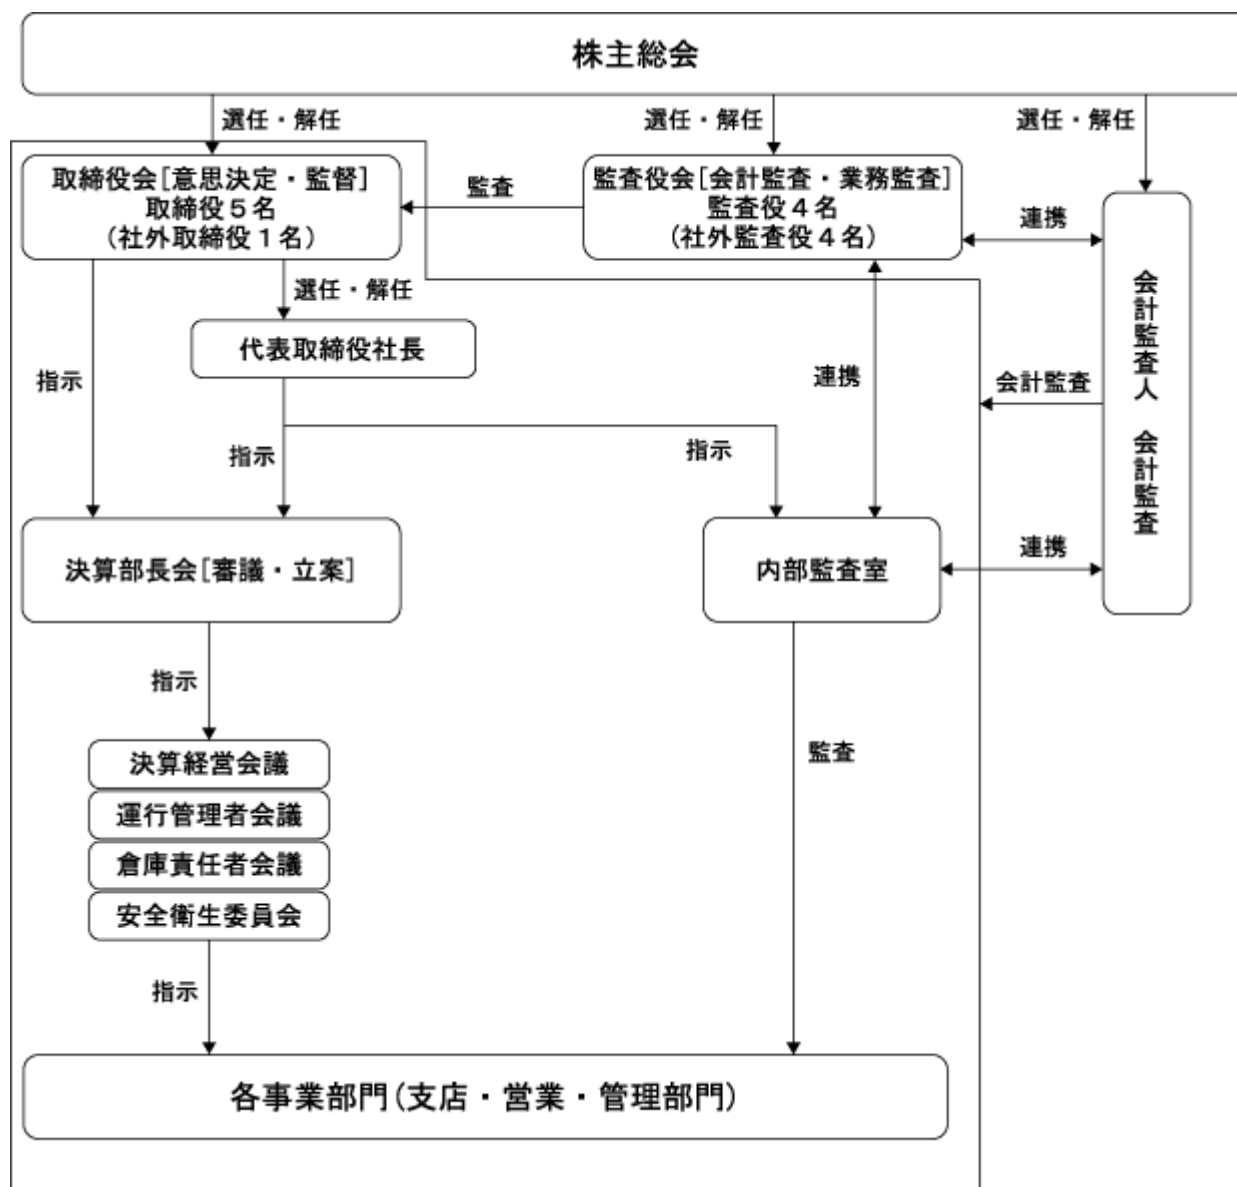 株主総会
選任・解任
選任・解任
選任・解任
取締役会[意思決定・監督]
取締役５名
(社外取締役１名)
監査
監査役会[会計監査・業務監査]
監査役４名
(社外監査役４名)
連携
選任・解任
代表取締役社長
会計監査人 会計監査
指示
連携
会計監査
指示
指示
決算部長会[審議・立案]
内部監査室
連携
指示
決算経営会議
運行管理者会議
倉庫責任者会議
安全衛生委員会
監査
指示
各事業部門(支店・営業・管理部門)